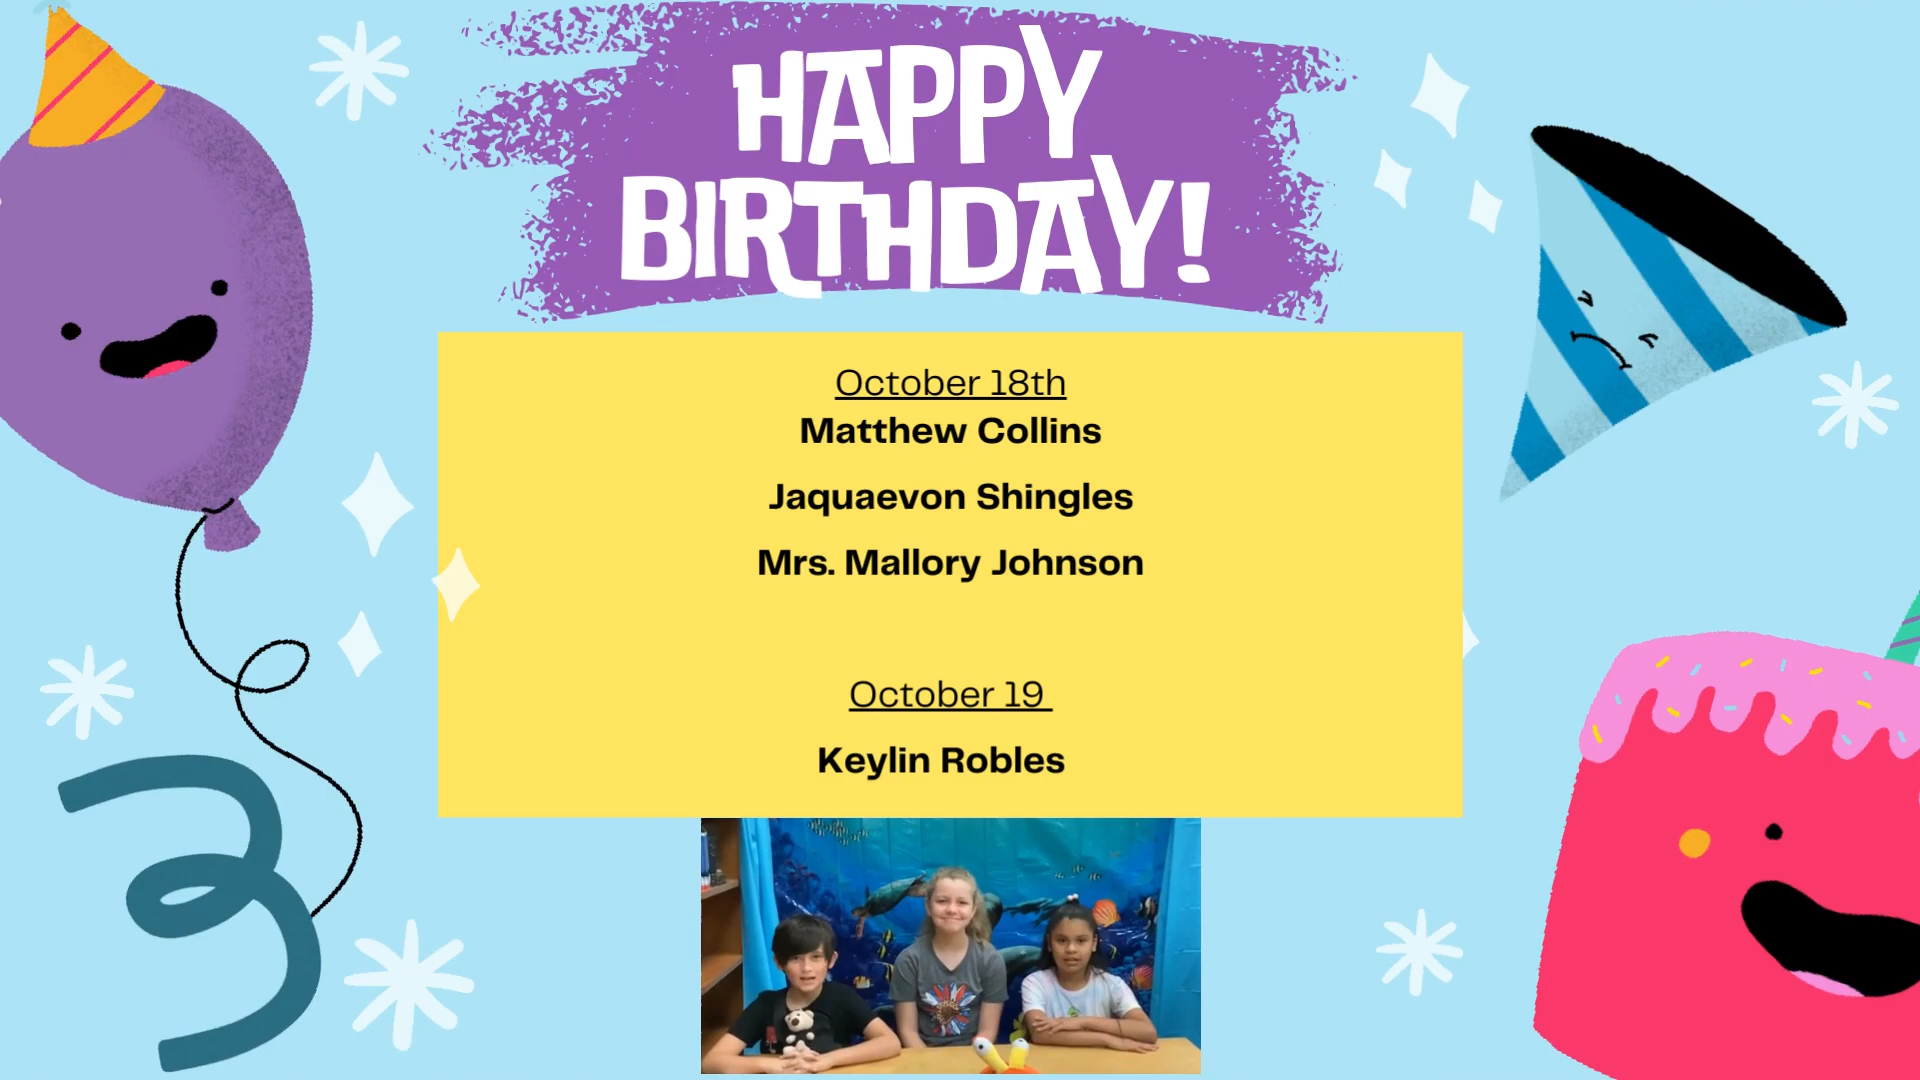 HAPPY
BIRTHDAY!
October 18th
Matthew Collins
Jaquaevon Shingles
Mrs. Mallory Johnson
October 19
Keylin Robles